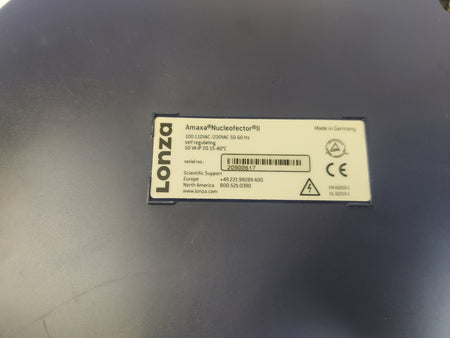 Lonza
Amaxa®Nucleofector®II
100-110VAC /230VAC 50-60 Hz
self regulating
50 VA IP 20 15-40°C
Made in Germany
serial no.:
20900617
Scientific Support
Europe +49 221 99199 400
North America 800-521-0390
www.lonza.com
CE